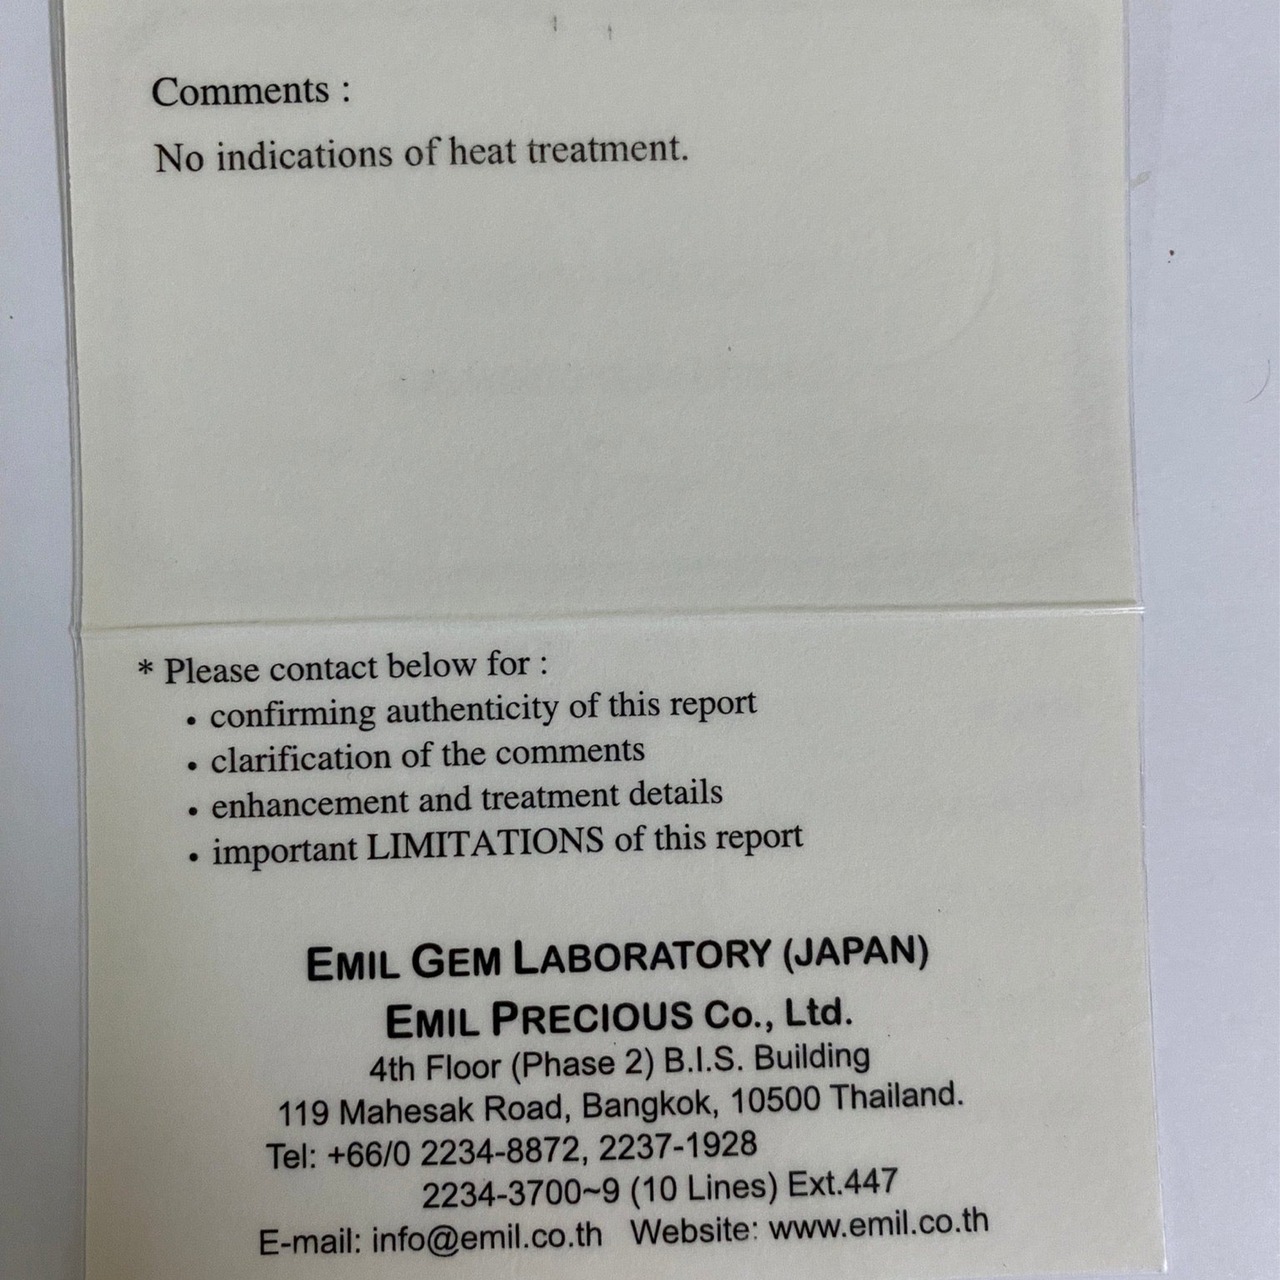 Comments :
No indications of heat treatment.
* Please contact below for :
• confirming authenticity of this report
• clarification of the comments
• enhancement and treatment details
• important LIMITATIONS of this report
EMIL GEM LABORATORY (JAPAN)
EMIL PRECIOUS Co., Ltd.
4th Floor (Phase 2) B.I.S. Building
119 Mahesak Road, Bangkok, 10500 Thailand.
Tel: +66/0 2234-8872, 2237-1928
2234-3700~9 (10 Lines) Ext.447
E-mail: info@emil.co.th Website: www.emil.co.th